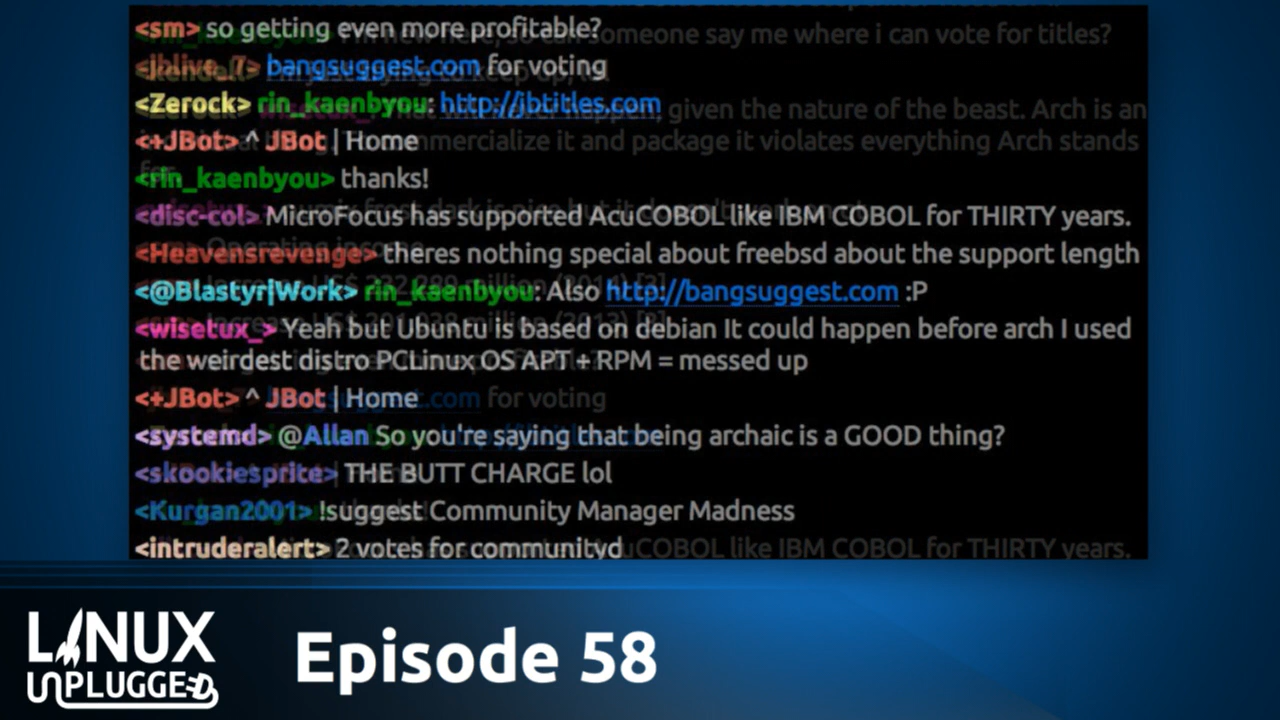 <sm> so getting even more profitable?
<jblive_7> bangsuggest.com for voting
<Zerock> rin_kaenbyou: http://jbtitles.com
<+JBot> ^ JBot | Home
<rin_kaenbyou> thanks!
<disc-col> MicroFocus has supported AcuCOBOL like IBM COBOL for THIRTY years.
<Heavensrevenge> theres nothing special about freebsd about the support length
<@Blastyr|Work> rin_kaenbyou: Also http://bangsuggest.com :P
<wisetux_> Yeah but Ubuntu is based on debian It could happen before arch I used
the weirdest distro PCLinux OS APT + RPM = messed up
<+JBot> ^ JBot | Home
<systemd> @Allan So you're saying that being archaic is a GOOD thing?
<skookiesprite> THE BUTT CHARGE lol
<Kurgan2001> !suggest Community Manager Madness
<intruderalert> 2 votes for communityd
LINUX
UNPLUGGED
Episode 58